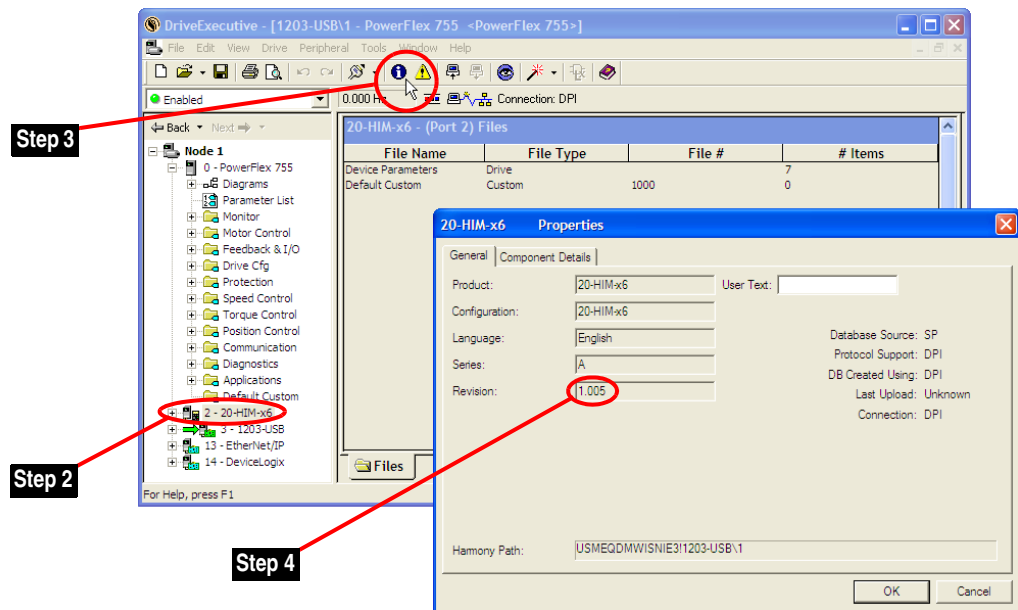 DriveExecutive - [1203-USB\1 - PowerFlex 755 <PowerFlex 755>]
File Edit View Drive Peripheral Tools Window Help
Enabled
0.000 H
Connection: DPI
Back Next
Node 1
0 - PowerFlex 755
Diagrams
Parameter List
Monitor
Motor Control
Feedback & I/O
Drive Cfg
Protection
Speed Control
Torque Control
Position Control
Communication
Diagnostics
Applications
Default Custom
2 - 20-HIM-x6
3 - 1203-USB
13 - EtherNet/IP
14 - DeviceLogix
For Help, press F1
20-HIM-x6 - (Port 2) Files
File Name File Type File # # Items
Device Parameters Drive 7
Default Custom Custom 1000 0
Files
20-HIM-x6 Properties
General Component Details
Product: 20-HIM-x6 User Text:
Configuration: 20-HIM-x6
Language: English
Series: A
Revision: 1.005
Database Source: SP
Protocol Support: DPI
DB Created Using: DPI
Last Upload: Unknown
Connection: DPI
Harmony Path: USMEQDMWISNIE3!1203-USB\1
OK Cancel
Step 3
Step 2
Step 4